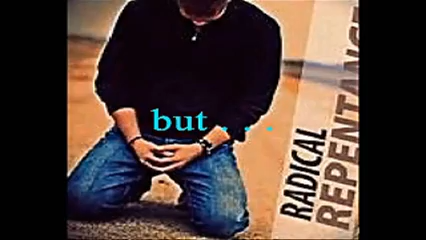 but . . .
RADICAL
REPENTANCE